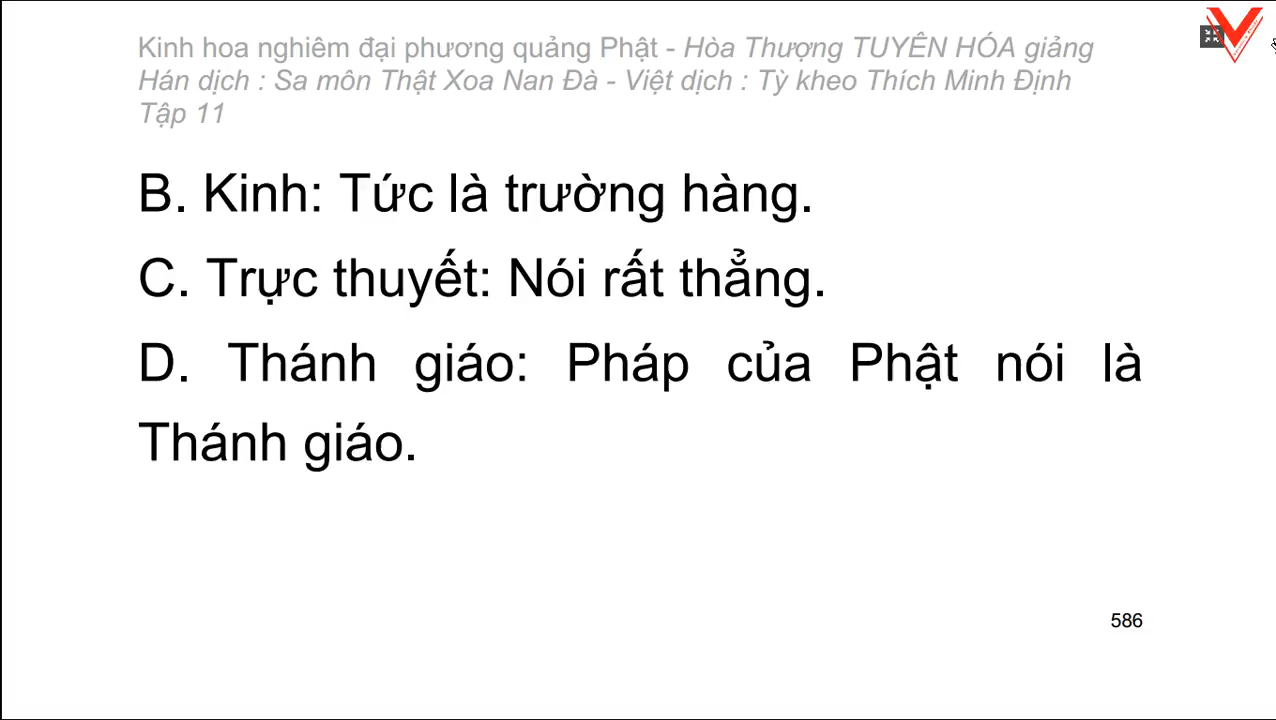 Kinh hoa nghiêm đại phương quảng Phật - Hòa Thượng TUYÊN HÓA giảng
Hán dịch : Sa môn Thật Xoa Nan Đà - Việt dịch : Tỳ kheo Thích Minh Định
Tập 11
B. Kinh: Tức là trường hàng.
C. Trực thuyết: Nói rất thẳng.
D. Thánh giáo: Pháp của Phật nói là
Thánh giáo.
586